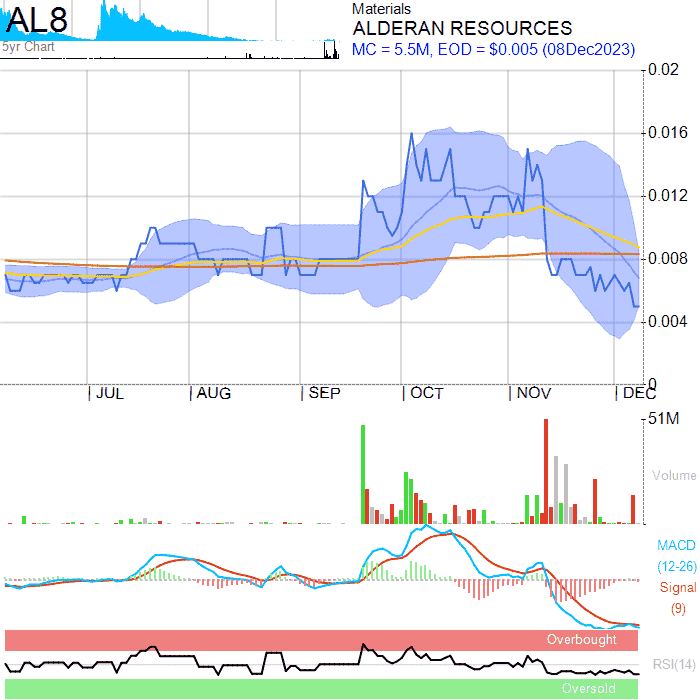 AL8
5yr Chart
Materials
ALDERAN RESOURCES
MC = 5.5M, EOD = $0.005 (08Dec2023)
0.02
0.016
0.012
0.008
0.004
0
JUL AUG SEP OCT NOV DEC
51M
Volume
MACD
(12-26)
Signal
(9)
Overbought
RSI(14)
Oversold